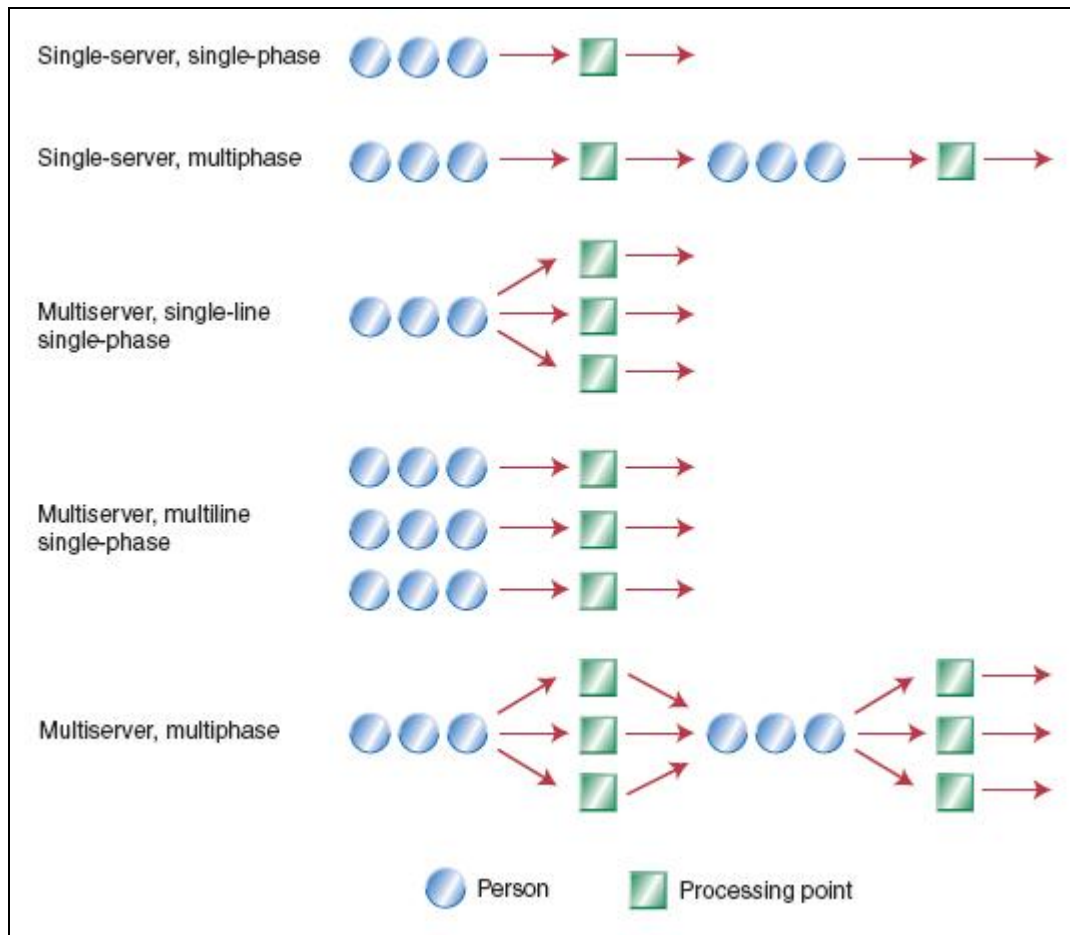 Single-server, single-phase
Single-server, multiphase
Multiserver, single-line
single-phase
Multiserver, multiline
single-phase
Multiserver, multiphase
Person
Processing point